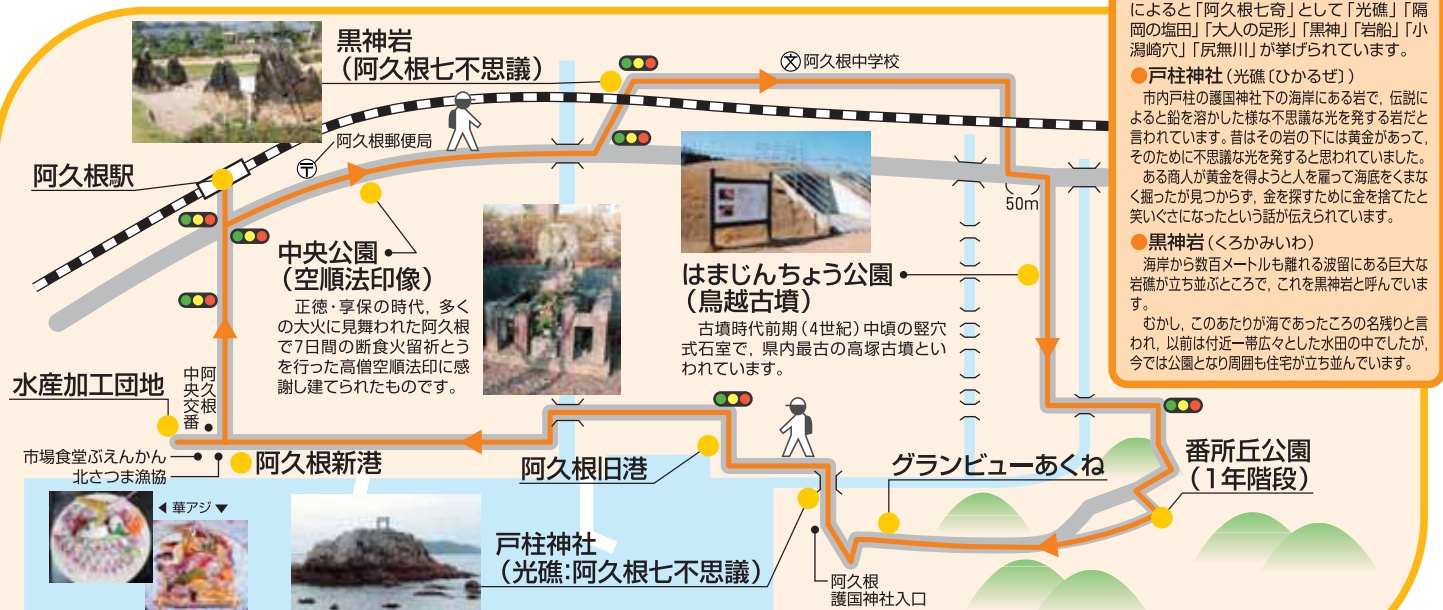 黒神岩
（阿久根七不思議）
㊫阿久根中学校
阿久根郵便局
阿久根駅
50m
中央公園
（空順法印像）
　正徳・享保の時代，多く
の大火に見舞われた阿久根
で7日間の断食火留祈とう
を行った高僧空順法印に感
謝し建てられたものです。
はまじんちょう公園
（鳥越古墳）
　古墳時代前期（4世紀）中頃の竪穴
式石室で，県内最古の高塚古墳とい
われています。
水産加工団地
阿久根
中央交番
市場食堂ぶえんかん
北さつま漁協
阿久根新港
阿久根旧港
グランビューあくね
番所丘公園
（1年階段）
◀華アジ▼
戸柱神社
（光礁:阿久根七不思議）
阿久根
護国神社入口
によると「阿久根七奇」として「光礁」「隔
岡の塩田」「大人の足形」「黒神」「岩船」「小
潟崎穴」「尻無川」が挙げられています。
●戸柱神社（光礁〔ひかるぜ〕）
　市内戸柱の護国神社下の海岸にある岩で，伝説に
よると鉛を溶かした様な不思議な光を発する岩だと
言われています。昔はその岩の下には黄金があって，
そのために不思議な光を発すると思われていました。
　ある商人が黄金を得ようと人を雇って海底をくまな
く掘ったが見つからず，金を探すために金を捨てたと
笑いぐさになったという話が伝えられています。
●黒神岩（くろかみいわ）
　海岸から数百メートルも離れる波留にある巨大な
岩礁が立ち並ぶところで，これを黒神岩と呼んでいま
す。
　むかし，このあたりが海であったころの名残りと言
われ，以前は付近一帯広々とした水田の中でしたが，
今では公園となり周囲も住宅が立ち並んでいます。